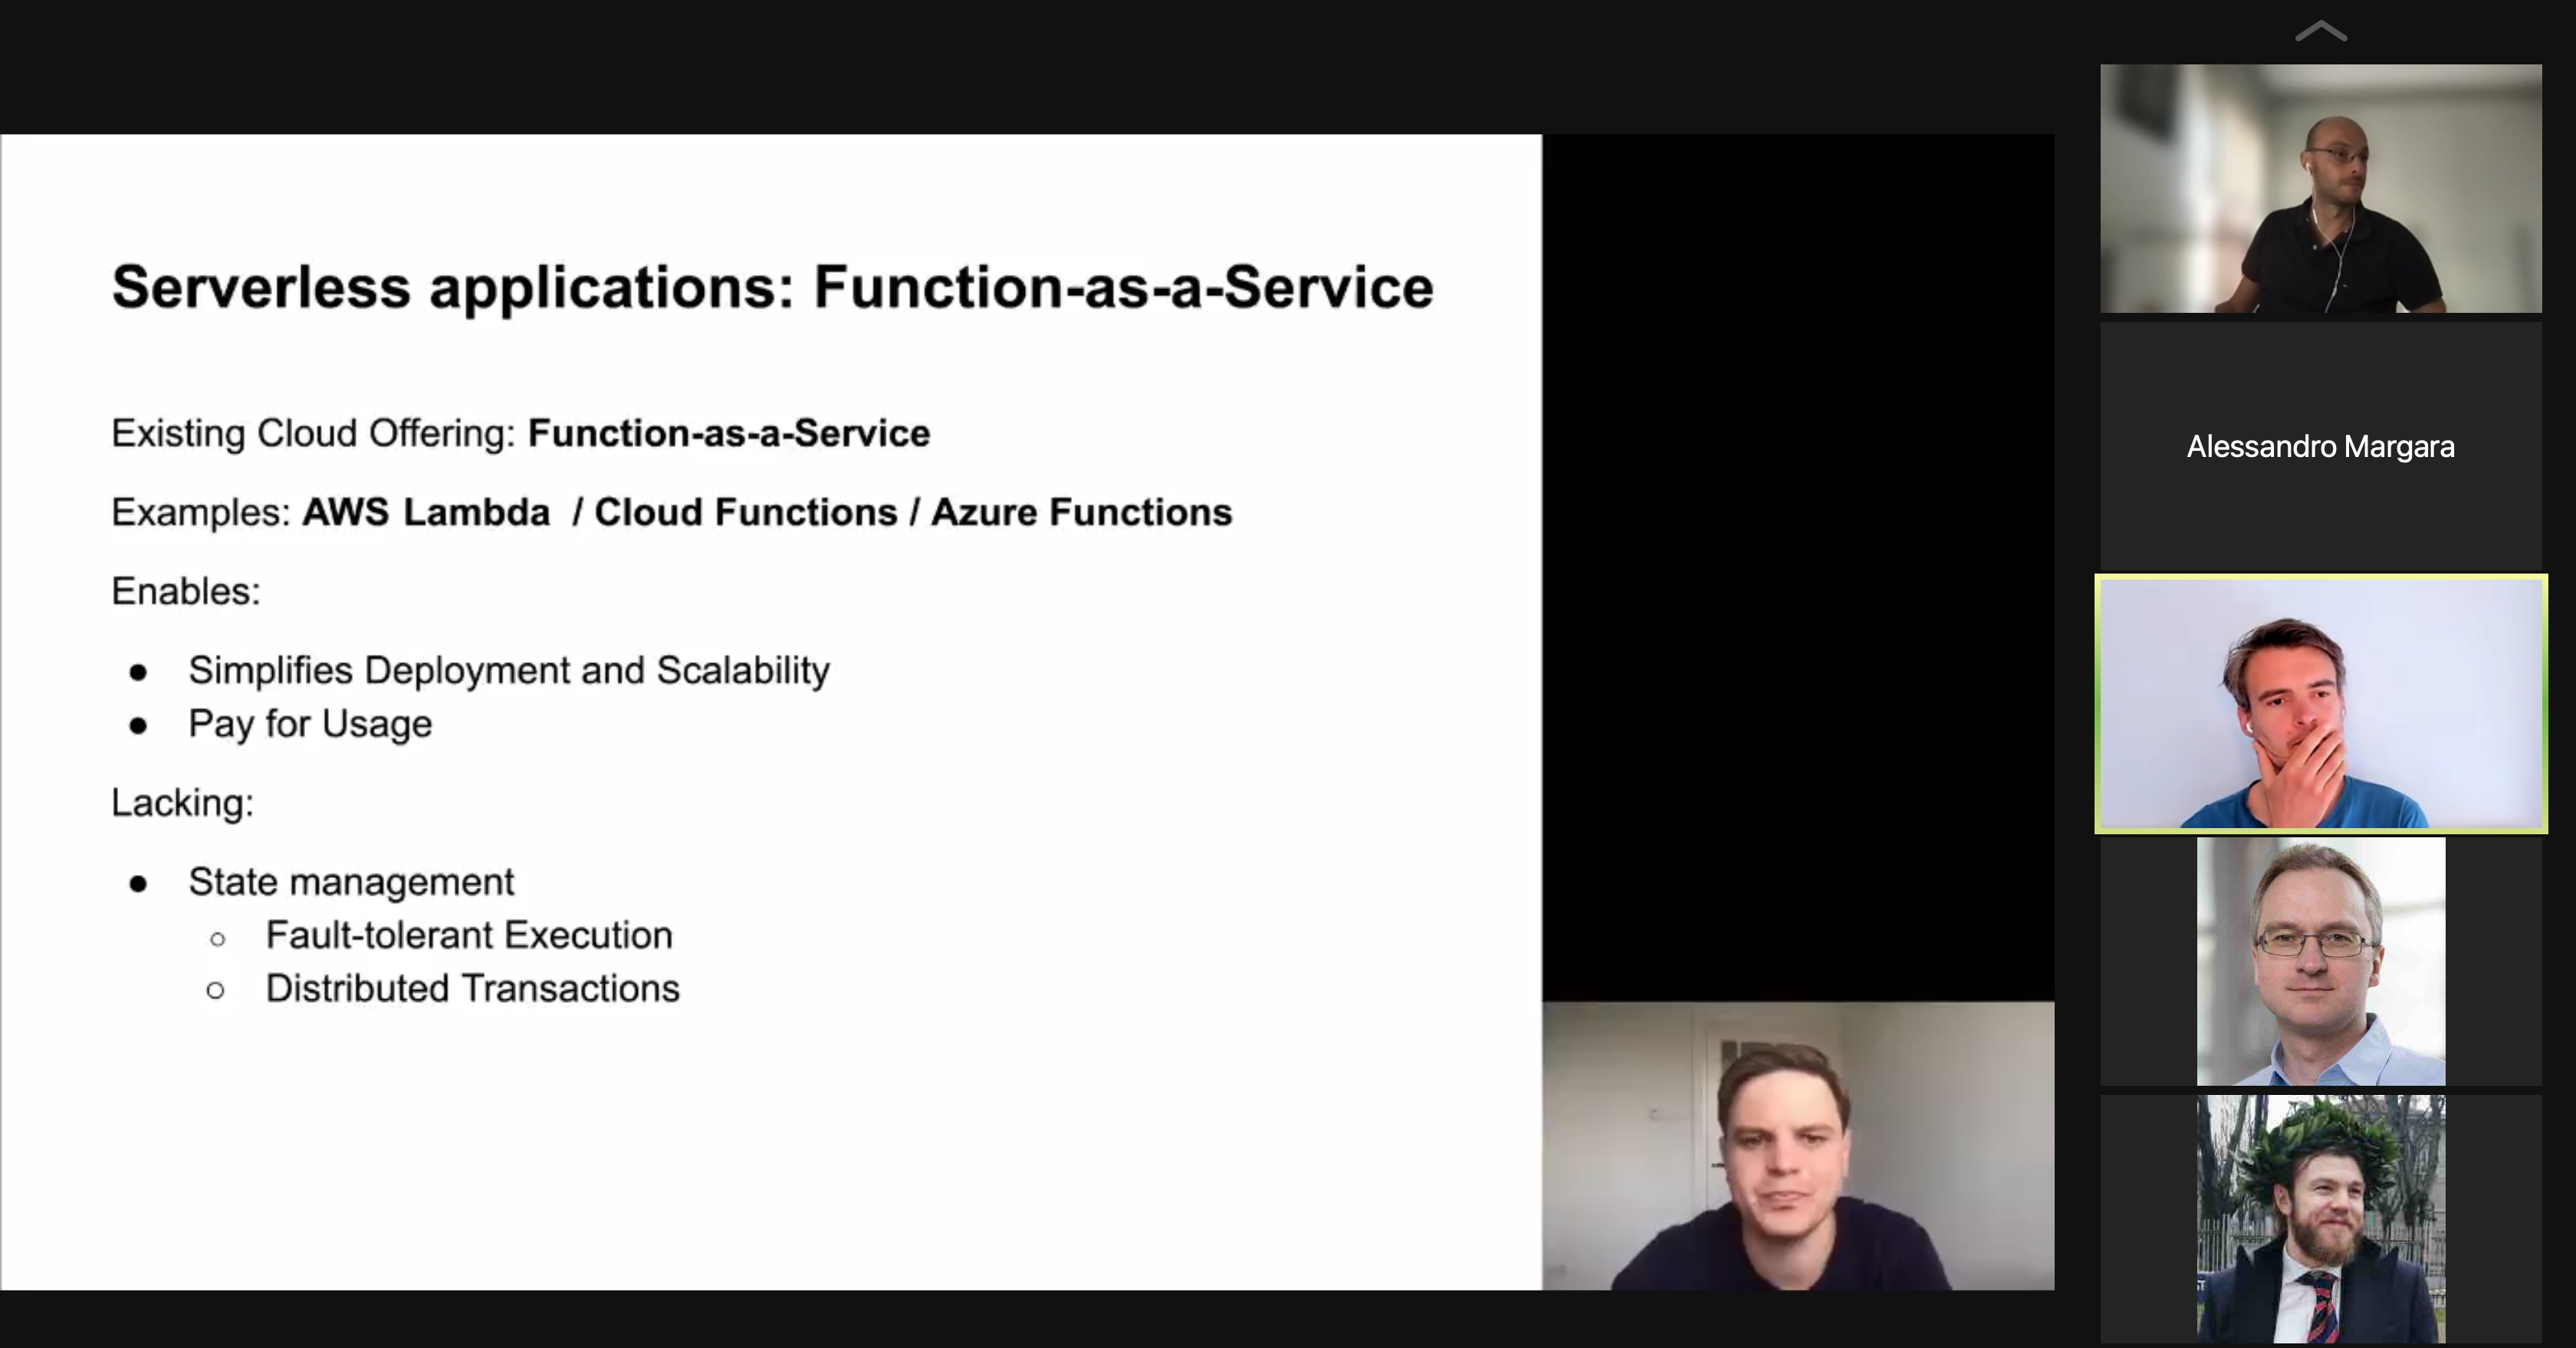 Serverless applications: Function-as-a-Service
Existing Cloud Offering: Function-as-a-Service
Examples: AWS Lambda / Cloud Functions / Azure Functions
Enables:
● Simplifies Deployment and Scalability
● Pay for Usage
Lacking:
● State management
○ Fault-tolerant Execution
○ Distributed Transactions
Alessandro Margara